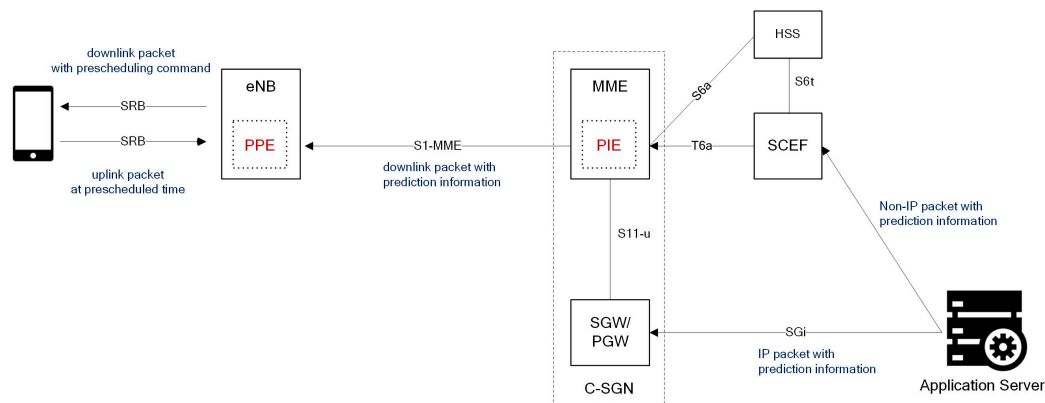 HSS
downlink packet
with prescheduling command
eNB
MME
S6a
S6t
SRB
SRB
PPE
S1-MME
PIE
T6a
SCEF
downlink packet with
prediction information
uplink packet
at prescheduled time
Non-IP packet with
prediction information
S11-u
SGW/
PGW
SGi
IP packet with
prediction information
C-SGN
Application Server